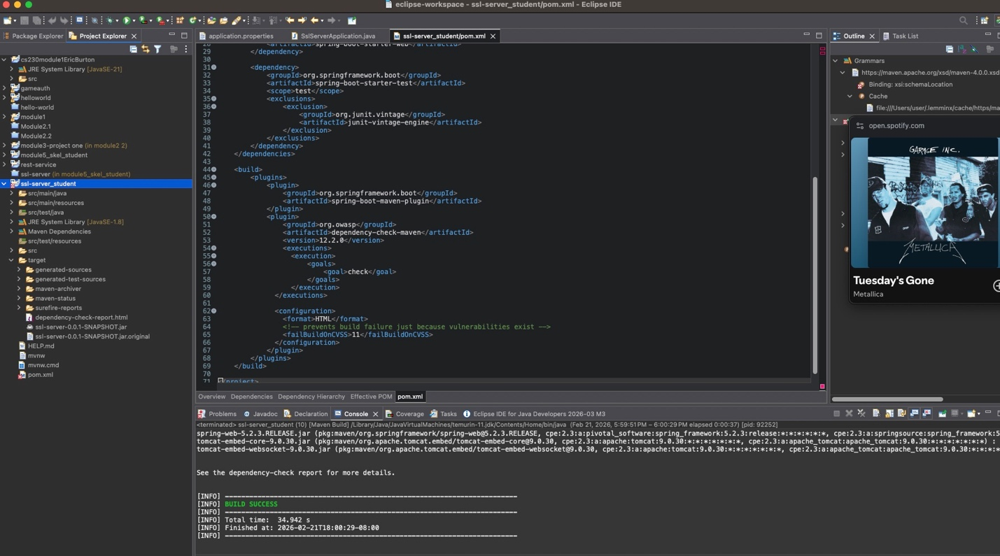 eclipse-workspace - ssl-server_student/pom.xml - Eclipse IDE
Package Explorer
Project Explorer
cs230module1EricBurton
JRE System Library [JavaSE-21]
src
gameauth
helloworld
hello-world
module1
Module2.1
Module2.2
module3-project one (in module2 2)
module5_skel_student
rest-service
ssl-server (in module5_skel_student)
ssl-server_student
src/main/java
src/main/resources
src/test/java
JRE System Library [JavaSE-1.8]
Maven Dependencies
src/test/resources
src
target
generated-sources
generated-test-sources
maven-archiver
maven-status
surefire-reports
dependency-check-report.html
ssl-server-0.0.1-SNAPSHOT.jar
ssl-server-0.0.1-SNAPSHOT.jar.original
HELP.md
mvnw
mvnw.cmd
pom.xml
application.properties
SslServerApplication.java
ssl-server_student/pom.xml
28 <artifactId>spring-boot-starter-web</artifactId>
29 </dependency>
30
31 <dependency>
32 <groupId>org.springframework.boot</groupId>
33 <artifactId>spring-boot-starter-test</artifactId>
34 <scope>test</scope>
35 <exclusions>
36 <exclusion>
37 <groupId>org.junit.vintage</groupId>
38 <artifactId>junit-vintage-engine</artifactId>
39 </exclusion>
40 </exclusions>
41 </dependency>
42 </dependencies>
43
44 <build>
45 <plugins>
46 <plugin>
47 <groupId>org.springframework.boot</groupId>
48 <artifactId>spring-boot-maven-plugin</artifactId>
49 </plugin>
50 <plugin>
51 <groupId>org.owasp</groupId>
52 <artifactId>dependency-check-maven</artifactId>
53 <version>12.2.0</version>
54 <executions>
55 <execution>
56 <goals>
57 <goal>check</goal>
58 </goals>
59 </execution>
60 </executions>
61
62 <configuration>
63 <format>HTML</format>
64 <!-- prevents build failure just because vulnerabilities exist -->
65 <failBuildOnCVSS>11</failBuildOnCVSS>
66 </configuration>
67 </plugin>
68 </plugins>
69 </build>
70
71 </project>
Overview Dependencies Dependency Hierarchy Effective POM pom.xml
Outline
Task List
Grammars
https://maven.apache.org/xsd/maven-4.0.0.xsd
Binding: xsi:schemaLocation
Cache
file:///Users/user/.lemminx/cache/https/ma
open.spotify.com
GARAGE INC.
METALLICA
Tuesday's Gone
Metallica
Problems Javadoc Declaration Console Coverage Tasks Eclipse IDE for Java Developers 2026-03 M3
<terminated> ssl-server_student (10) [Maven Build] /Library/Java/JavaVirtualMachines/temurin-11.jdk/Contents/Home/bin/java (Feb 21, 2026, 5:59:51 PM – 6:00:29 PM elapsed 0:00:37) [pid: 92252]
spring-web-5.2.3.RELEASE.jar (pkg:maven/org.springframework/spring-web@5.2.3.RELEASE, cpe:2.3:a:pivotal_software:spring_framework:5.2.3:release:*:*:*:*:*:*, cpe:2.3:a:springsource:spring_framework:5
tomcat-embed-core-9.0.30.jar (pkg:maven/org.apache.tomcat.embed/tomcat-embed-core@9.0.30, cpe:2.3:a:apache:tomcat:9.0.30:*:*:*:*:*:*:*, cpe:2.3:a:apache_tomcat:apache_tomcat:9.0.30:*:*:*:*:*:*:*) :
tomcat-embed-websocket-9.0.30.jar (pkg:maven/org.apache.tomcat.embed/tomcat-embed-websocket@9.0.30, cpe:2.3:a:apache:tomcat:9.0.30:*:*:*:*:*:*:*, cpe:2.3:a:apache_tomcat:apache_tomcat:9.0.30:*:*:*:*
See the dependency-check report for more details.
[INFO] ------------------------------------------------------------------------
[INFO] BUILD SUCCESS
[INFO] ------------------------------------------------------------------------
[INFO] Total time: 34.942 s
[INFO] Finished at: 2026-02-21T18:00:29-08:00
[INFO] ------------------------------------------------------------------------